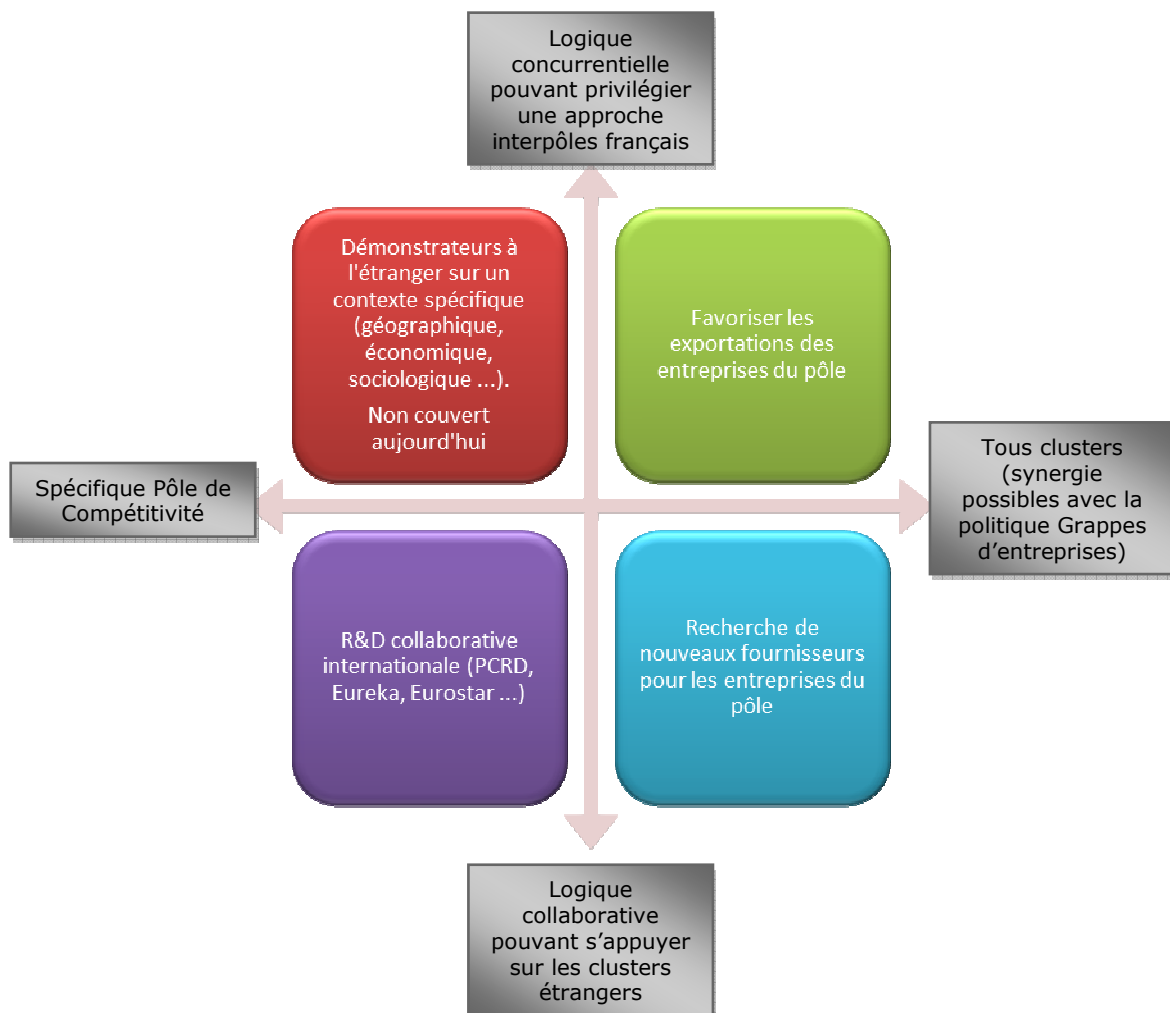 Logique
concurrentielle
pouvant privilégier
une approche
interpôles français
Démonstrateurs à
l'étranger sur un
contexte spécifique
(géographique,
économique,
sociologique ...).
Non couvert
aujourd'hui
Favoriser les
exportations des
entreprises du pôle
Spécifique Pôle de
Compétitivité
Tous clusters
(synergie
possibles avec la
politique Grappes
d’entreprises)
R&D collaborative
internationale (PCRD,
Eureka, Eurostar ...)
Recherche de
nouveaux fournisseurs
pour les entreprises du
pôle
Logique
collaborative
pouvant s’appuyer
sur les clusters
étrangers